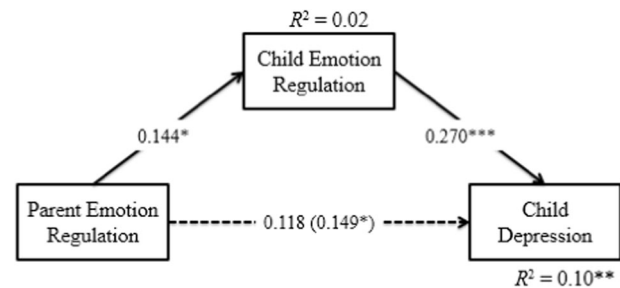 R² = 0.02
Child Emotion
Regulation
0.144*
0.270***
Parent Emotion
Regulation
0.118 (0.149*)
Child
Depression
R² = 0.10**